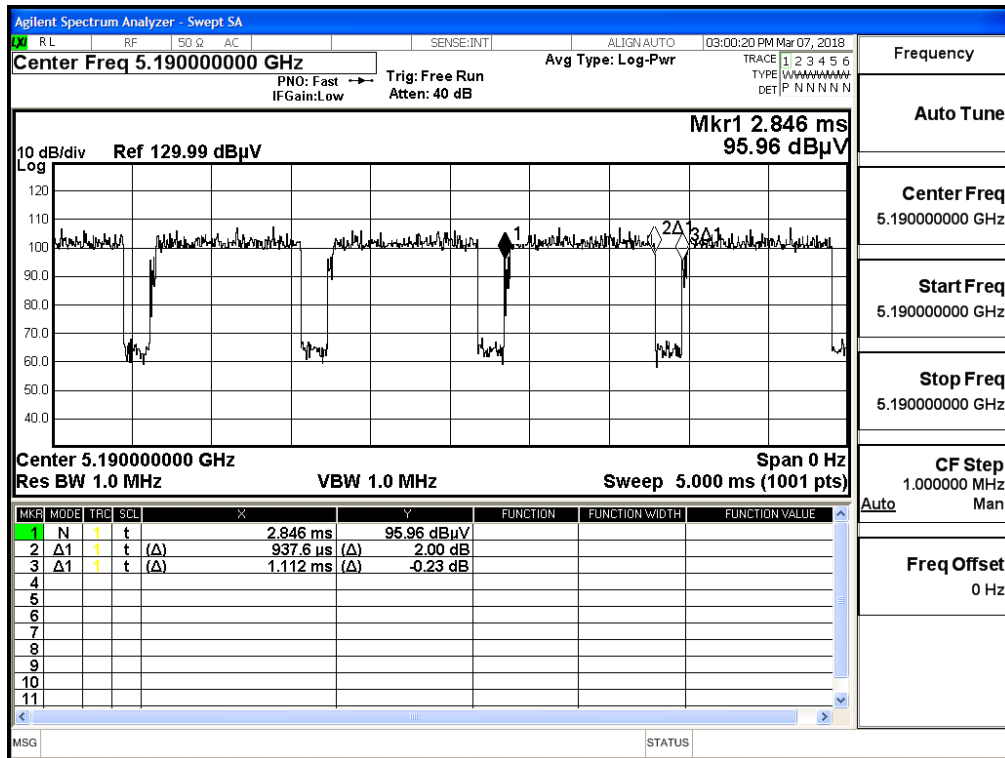 Agilent Spectrum Analyzer - Swept SA
LXI RL RF 50 Ω AC SENSE:INT ALIGNAUTO 03:00:20 PM Mar 07, 2018
Center Freq 5.190000000 GHz
PNO: Fast
IFGain:Low
Trig: Free Run
Atten: 40 dB
Avg Type: Log-Pwr
TRACE 1 2 3 4 5 6
TYPE WWWWWW
DET P N N N N N
Mkr1 2.846 ms
95.96 dBµV
10 dB/div Ref 129.99 dBµV
Log
120
110
100
90.0
80.0
70.0
60.0
50.0
40.0
1
2Δ1
3Δ1
Center 5.190000000 GHz Span 0 Hz
Res BW 1.0 MHz VBW 1.0 MHz Sweep 5.000 ms (1001 pts)
MKR MODE TRC SCL X Y FUNCTION FUNCTION WIDTH FUNCTION VALUE
1 N 1 t 2.846 ms 95.96 dBµV
2 Δ1 1 t (Δ) 937.6 µs (Δ) 2.00 dB
3 Δ1 1 t (Δ) 1.112 ms (Δ) -0.23 dB
4
5
6
7
8
9
10
11
MSG STATUS
Frequency
Auto Tune
Center Freq
5.190000000 GHz
Start Freq
5.190000000 GHz
Stop Freq
5.190000000 GHz
CF Step
1.000000 MHz
Auto Man
Freq Offset
0 Hz